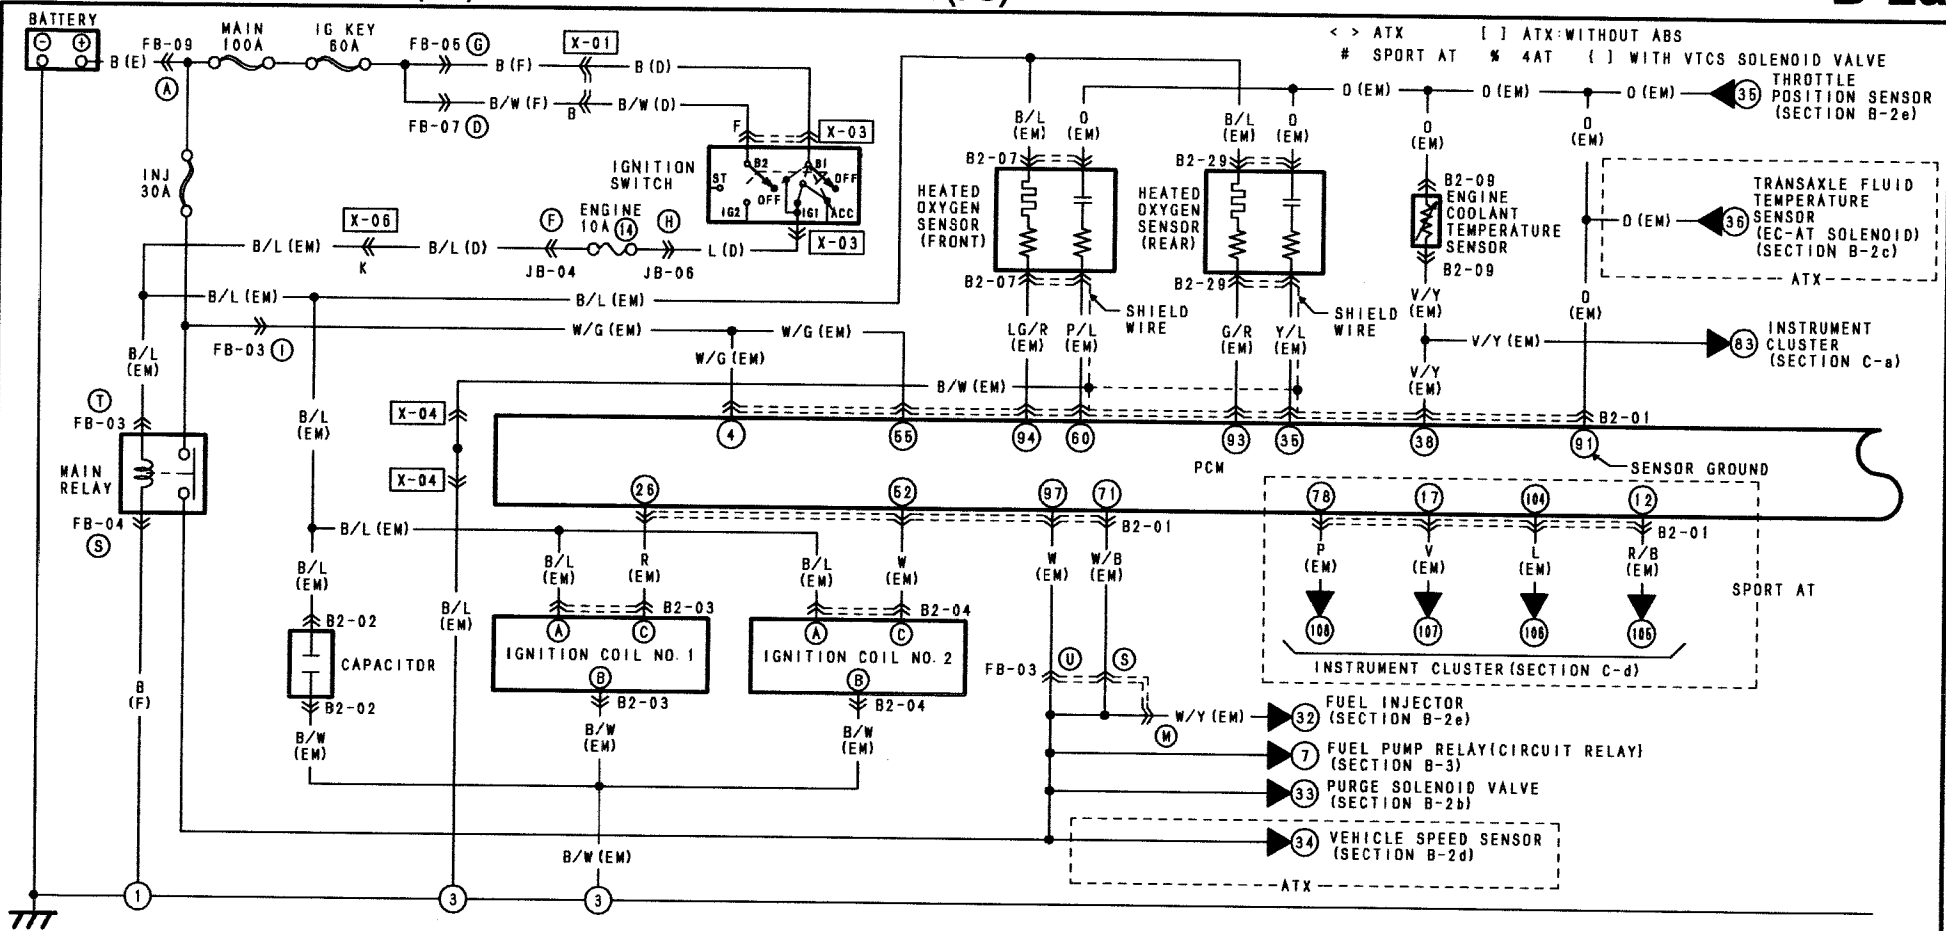 B-2a
BATTERY
FB-09
MAIN
100A
IG KEY
60A
FB-05 G
X-01
< > ATX
[ ] ATX:WITHOUT ABS
# SPORT AT
% 4AT
{ } WITH VTCS SOLENOID VALVE
B (E)
A
B (F)
B (D)
B/W (F)
B
B/W (D)
FB-07 D
O (EM)
O (EM)
O (EM)
35
THROTTLE
POSITION SENSOR
(SECTION B-2e)
F
X-03
IGNITION
SWITCH
B2
B1
ST
OFF
OFF
IG2
IG1
ACC
X-03
INJ
30A
B/L
(EM)
O
(EM)
B/L
(EM)
O
(EM)
O
(EM)
O
(EM)
B2-07
B2-29
B2-09
HEATED
OXYGEN
SENSOR
(FRONT)
HEATED
OXYGEN
SENSOR
(REAR)
ENGINE
COOLANT
TEMPERATURE
SENSOR
B2-09
O (EM)
36
TRANSAXLE FLUID
TEMPERATURE
SENSOR
(EC-AT SOLENOID)
(SECTION B-2c)
ATX
X-06
F
ENGINE
10A 14
H
B/L (EM)
K
B/L (D)
JB-04
JB-06
L (D)
B2-07
B2-29
B/L (EM)
B/L (EM)
SHIELD
WIRE
SHIELD
WIRE
V/Y
(EM)
O
(EM)
FB-03 I
W/G (EM)
W/G (EM)
W/G (EM)
LG/R
(EM)
P/L
(EM)
G/R
(EM)
Y/L
(EM)
V/Y (EM)
83
INSTRUMENT
CLUSTER
(SECTION C-a)
B/L
(EM)
B/W (EM)
V/Y
(EM)
T
FB-03
B/L
(EM)
X-04
B2-01
4
55
94
60
93
35
38
91
PCM
SENSOR GROUND
MAIN
RELAY
X-04
26
52
97
71
78
17
104
12
FB-04
S
B/L (EM)
B2-01
B2-01
B/L
(EM)
B/L
(EM)
R
(EM)
B/L
(EM)
W
(EM)
W
(EM)
W/B
(EM)
P
(EM)
V
(EM)
L
(EM)
R/B
(EM)
SPORT AT
B2-02
B/L
(EM)
B2-03
B2-04
108
107
106
105
A
C
A
C
CAPACITOR
IGNITION COIL NO. 1
IGNITION COIL NO. 2
FB-03
U
S
INSTRUMENT CLUSTER (SECTION C-d)
B
B
B
(F)
B2-02
B2-03
B2-04
B/W
(EM)
B/W
(EM)
B/W
(EM)
M
W/Y (EM)
32
FUEL INJECTOR
(SECTION B-2e)
7
FUEL PUMP RELAY{CIRCUIT RELAY}
(SECTION B-3)
33
PURGE SOLENOID VALVE
(SECTION B-2b)
34
VEHICLE SPEED SENSOR
(SECTION B-2d)
ATX
B/W (EM)
1
3
3